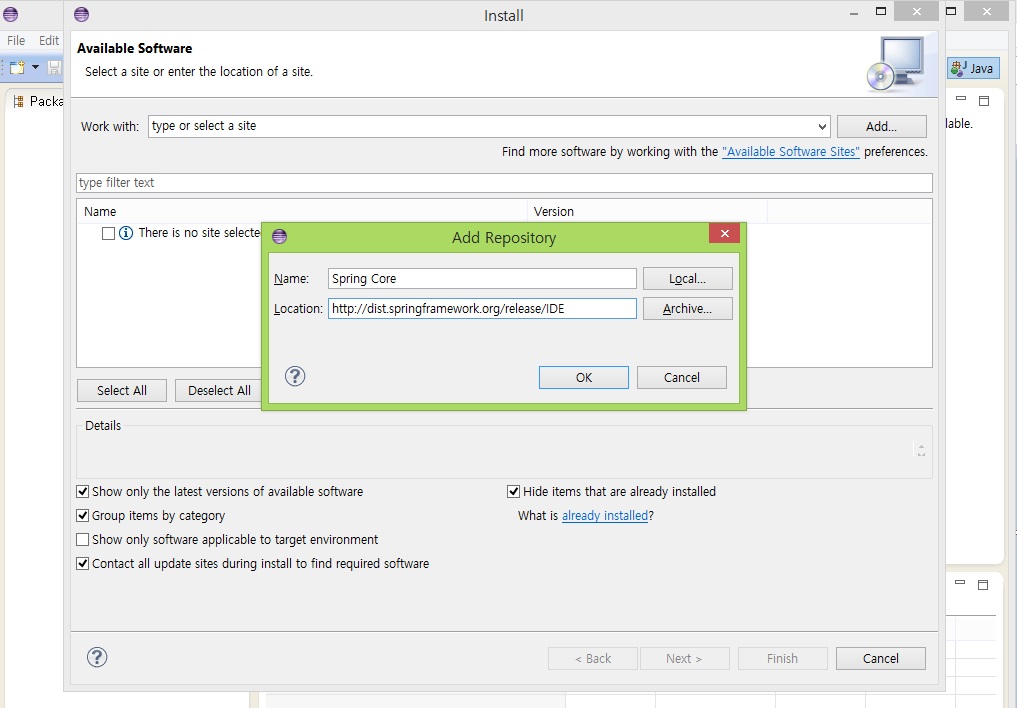 Install
File Edit
Available Software
Select a site or enter the location of a site.
Java
Packa
lable.
Work with: type or select a site Add...
Find more software by working with the "Available Software Sites" preferences.
type filter text
Name Version
There is no site selecte
Add Repository
Name: Spring Core Local...
Location: http://dist.springframework.org/release/IDE Archive...
? OK Cancel
Select All Deselect All
Details
Show only the latest versions of available software Hide items that are already installed
Group items by category What is already installed?
Show only software applicable to target environment
Contact all update sites during install to find required software
? < Back Next > Finish Cancel